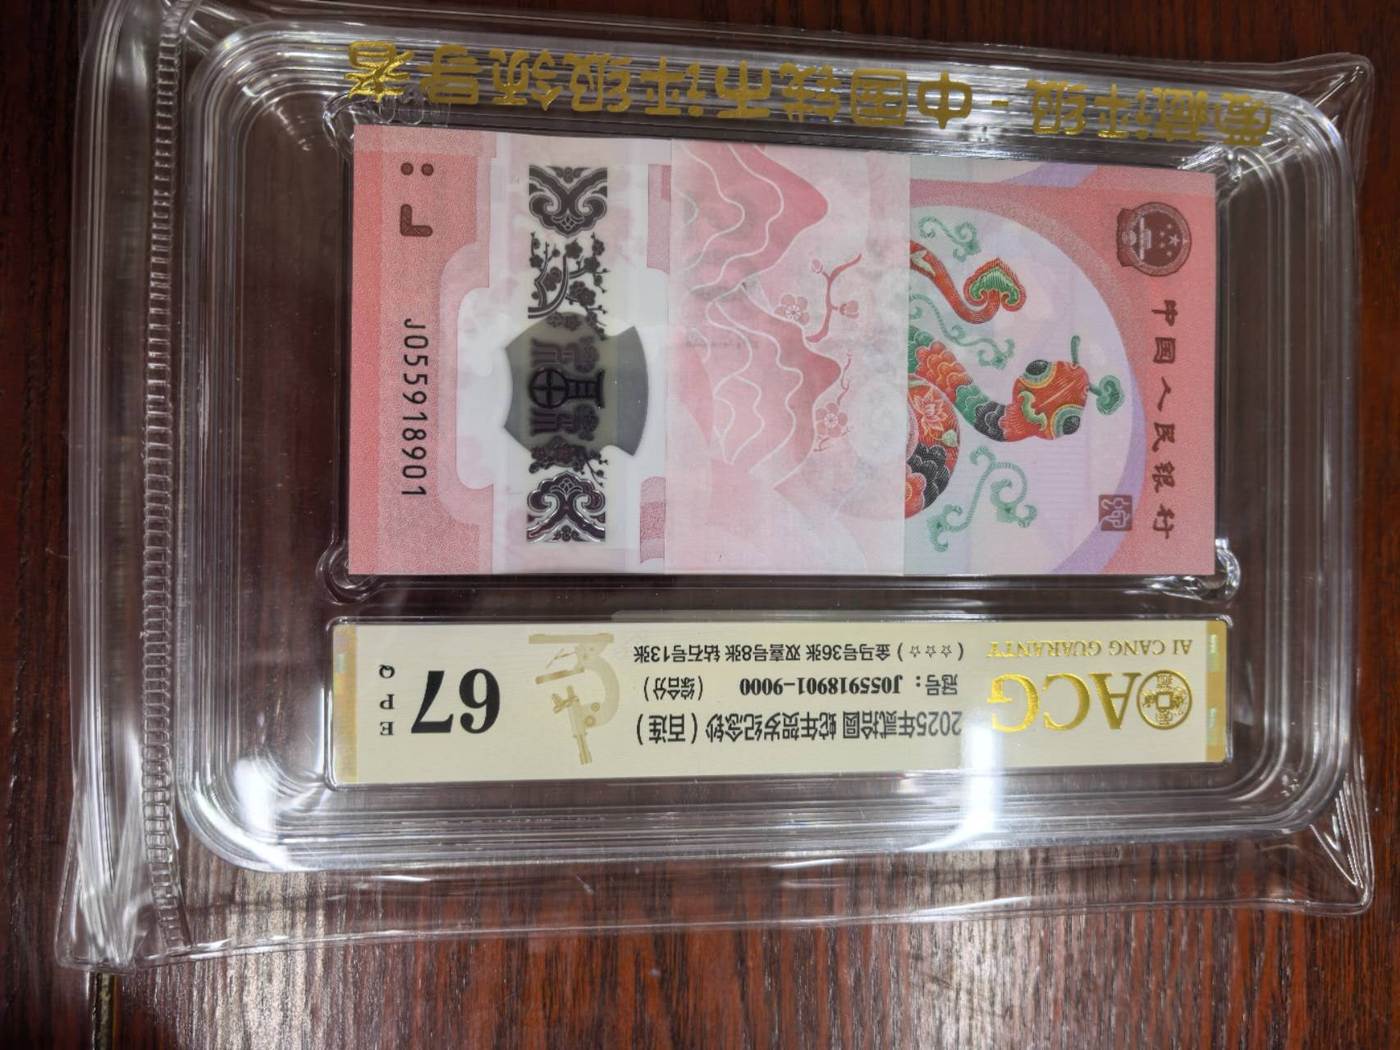 爱藏评级-中国钱币评级领导者
中国人民银行
J055918901
ACG
AI CANG GUARANTY
2025年贰拾圆 蛇年贺岁纪念钞（百连）
冠号：J055918901-9000 （综合分）
（☆☆☆）金马号36张 双喜号8张 钻石号13张
67
E
P
Q